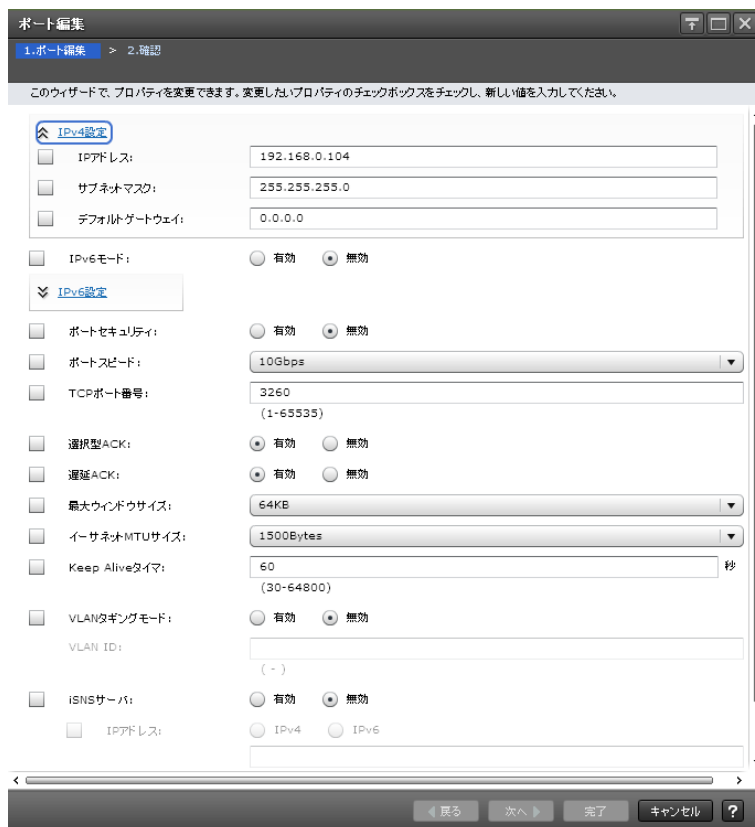 ポート編集
1.ポート編集 > 2.確認
このウィザードで、プロパティを変更できます。変更したいプロパティのチェックボックスをチェックし、新しい値を入力してください。
IPv4設定
IPアドレス: 192.168.0.104
サブネットマスク: 255.255.255.0
デフォルトゲートウェイ: 0.0.0.0
IPv6モード: 有効 無効
IPv6設定
ポートセキュリティ: 有効 無効
ポートスピード: 10Gbps
TCPポート番号: 3260
(1-65535)
選択型ACK: 有効 無効
遅延ACK: 有効 無効
最大ウィンドウサイズ: 64KB
イーサネットMTUサイズ: 1500Bytes
Keep Aliveタイマ: 60 秒
(30-64800)
VLANタギングモード: 有効 無効
VLAN ID:
( - )
iSNSサーバ: 有効 無効
IPアドレス: IPv4 IPv6
戻る 次へ 完了 キャンセル ?